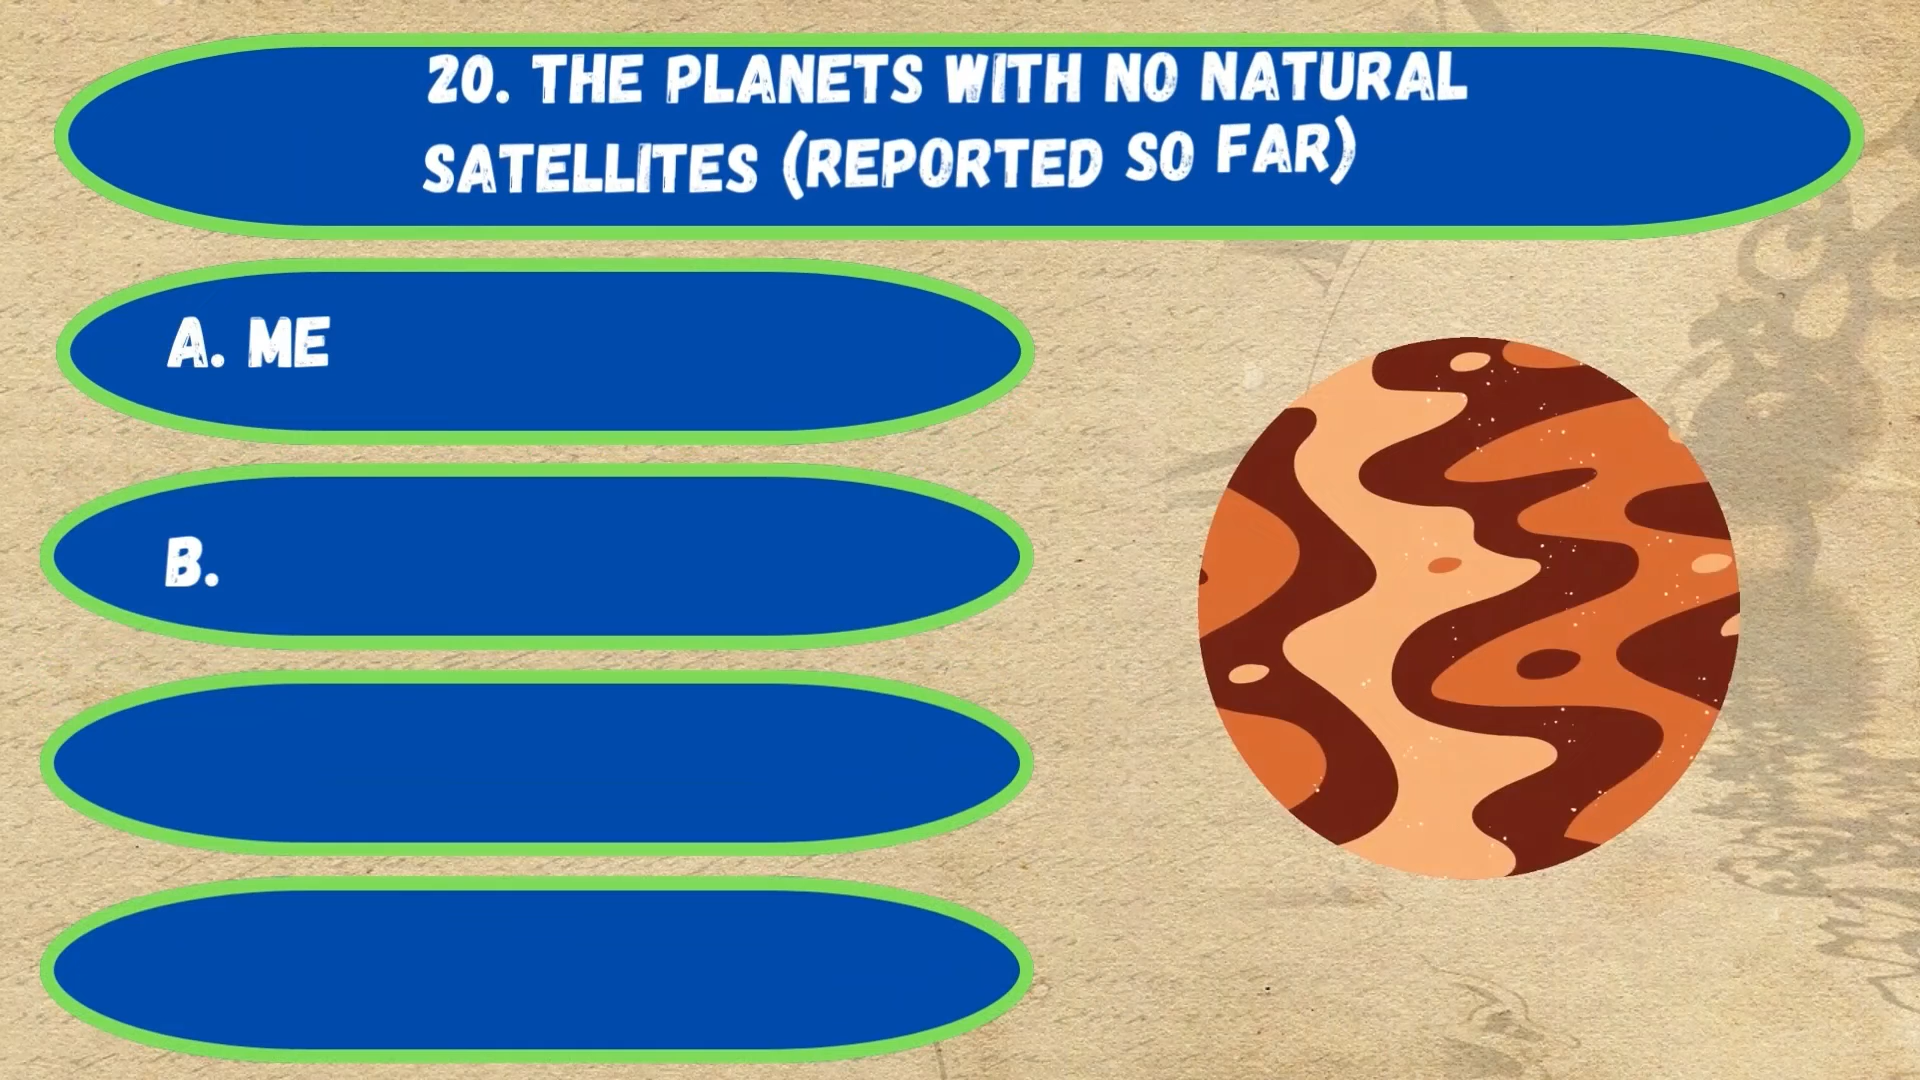 20. THE PLANETS WITH NO NATURAL
SATELLITES (REPORTED SO FAR)
A. ME
B.